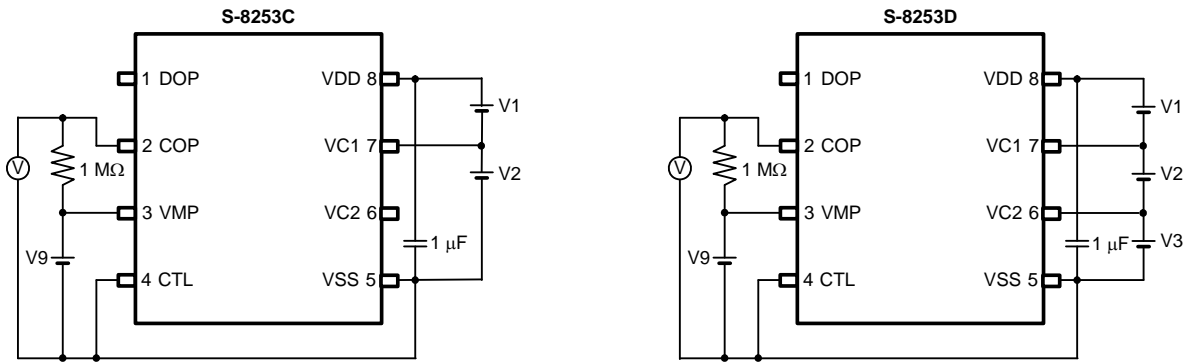 S-8253C
1 DOP
VDD 8
V1
2 COP
VC1 7
V
1 MΩ
V2
3 VMP
VC2 6
V9
1 μF
4 CTL
VSS 5
S-8253D
1 DOP
VDD 8
V1
2 COP
VC1 7
V
1 MΩ
V2
3 VMP
VC2 6
V9
1 μF
V3
4 CTL
VSS 5